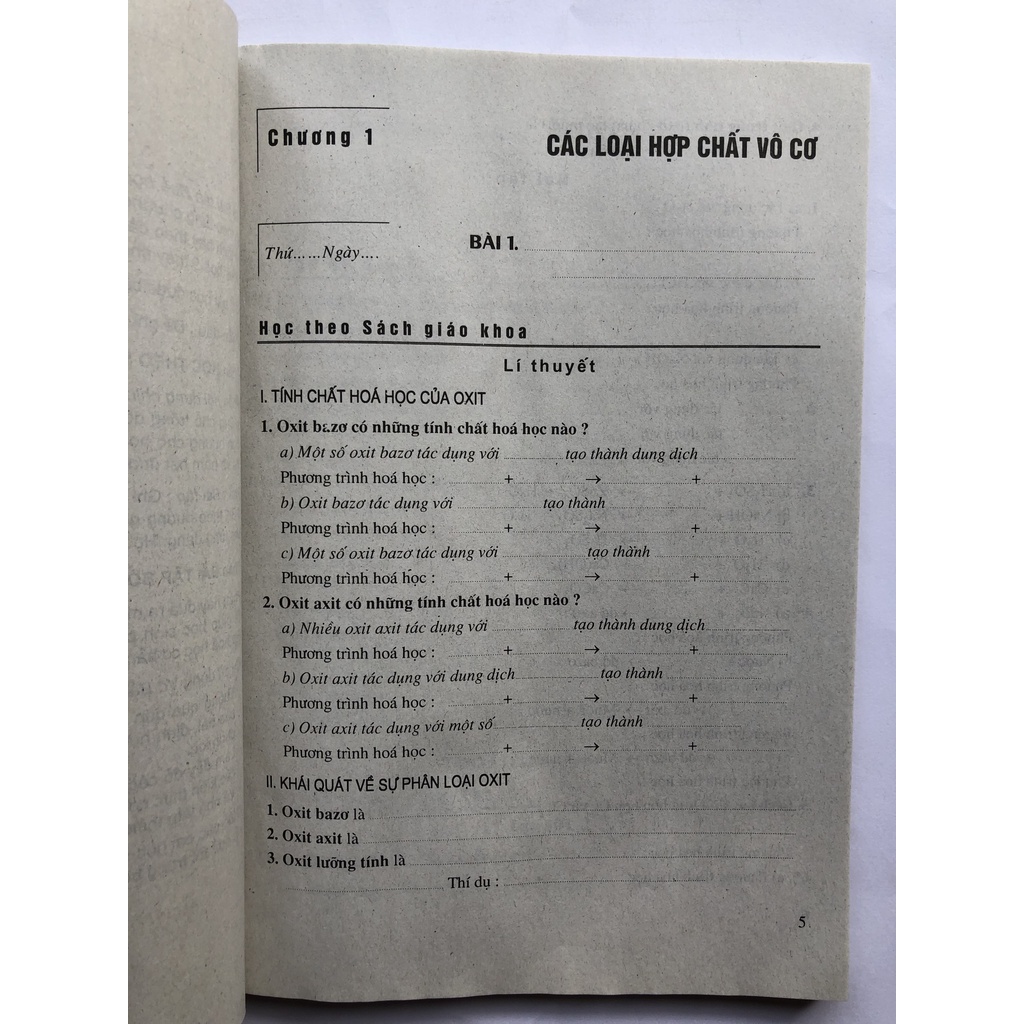 Chương 1
CÁC LOẠI HỢP CHẤT VÔ CƠ
Thứ......Ngày....
BÀI 1.
Học theo Sách giáo khoa
Lí thuyết
I. TÍNH CHẤT HOÁ HỌC CỦA OXIT
1. Oxit bazơ có những tính chất hoá học nào ?
a) Một số oxit bazơ tác dụng với ............ tạo thành dung dịch ............
Phương trình hoá học : ............ + ............ → ............ + ............
b) Oxit bazơ tác dụng với ............ tạo thành ............
Phương trình hoá học : ............ + ............ → ............ + ............
c) Một số oxit bazơ tác dụng với ............ tạo thành ............
Phương trình hoá học : ............ + ............ → ............ + ............
2. Oxit axit có những tính chất hoá học nào ?
a) Nhiều oxit axit tác dụng với ............ tạo thành dung dịch ............
Phương trình hoá học : ............ + ............ → ............ + ............
b) Oxit axit tác dụng với dung dịch ............ tạo thành ............
Phương trình hoá học : ............ + ............ → ............ + ............
c) Oxit axit tác dụng với một số ............ tạo thành ............
Phương trình hoá học : ............ + ............ → ............ + ............
II. KHÁI QUÁT VỀ SỰ PHÂN LOẠI OXIT
1. Oxit bazơ là ............
2. Oxit axit là ............
3. Oxit lưỡng tính là ............
............ Thí dụ : ............
5